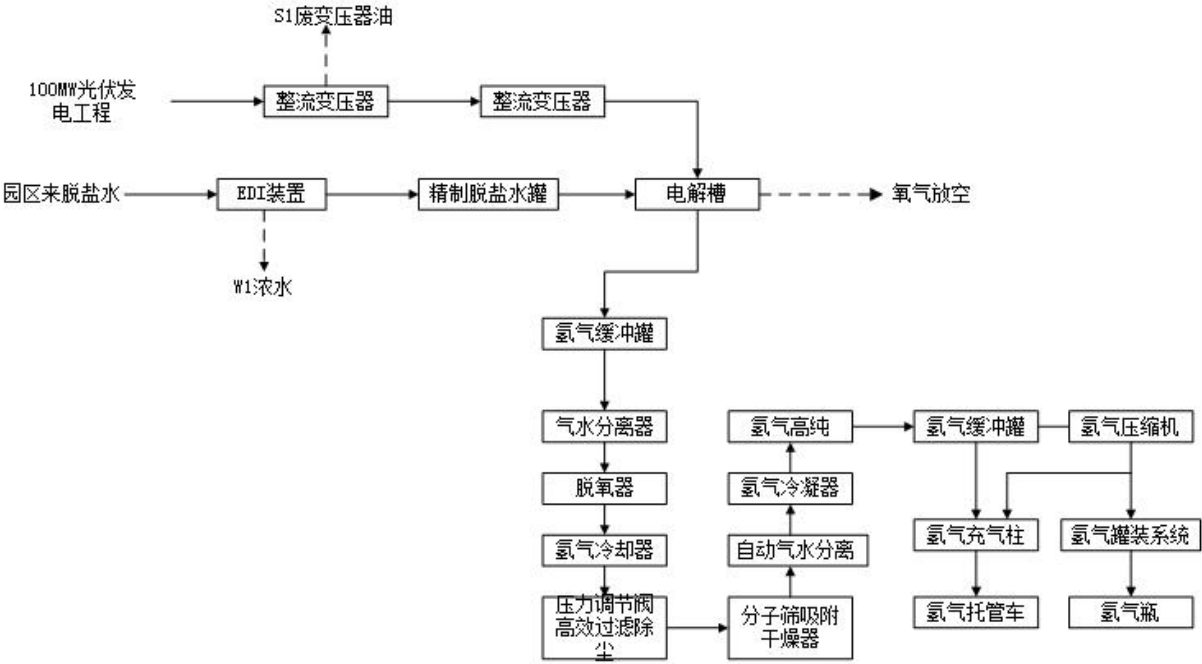 S1废变压器油
100MW光伏发
电工程
整流变压器
整流变压器
园区来脱盐水
EDI装置
精制脱盐水罐
电解槽
氧气放空
W1浓水
氢气缓冲罐
气水分离器
氢气高纯
氢气缓冲罐
氢气压缩机
脱氧器
氢气冷凝器
氢气冷却器
自动气水分离
氢气充气柱
氢气罐装系统
压力调节阀
高效过滤除
尘
分子筛吸附
干燥器
氢气托管车
氢气瓶